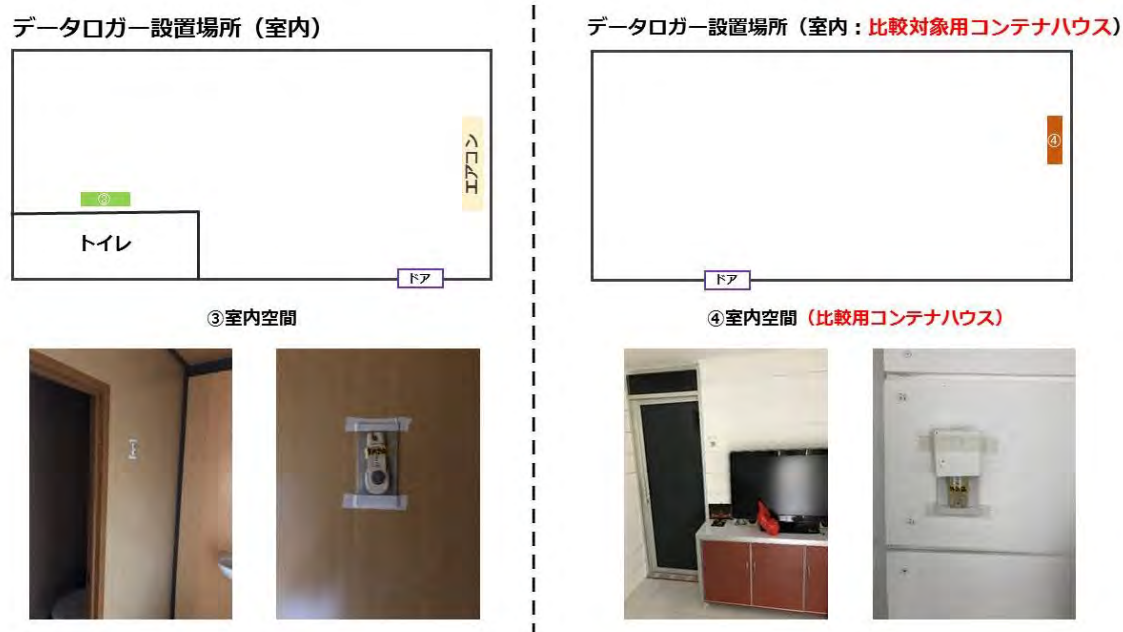 データロガー設置場所（室内）
エアコン
③
トイレ
ドア
③室内空間
データロガー設置場所（室内：比較対象用コンテナハウス）
④
ドア
④室内空間（比較用コンテナハウス）